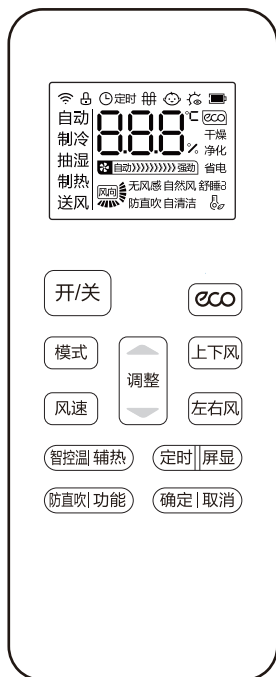 定时
自动 8.8.8. ℃ eco
制冷 % 干燥
抽湿 净化
制热 自动 强劲 省电
送风 风向 无风感 自然风 舒睡
防直吹 自清洁
开/关 eco
模式 上下风
调整
风速 左右风
智控温|辅热 定时||屏显
防直吹|功能 确定|取消